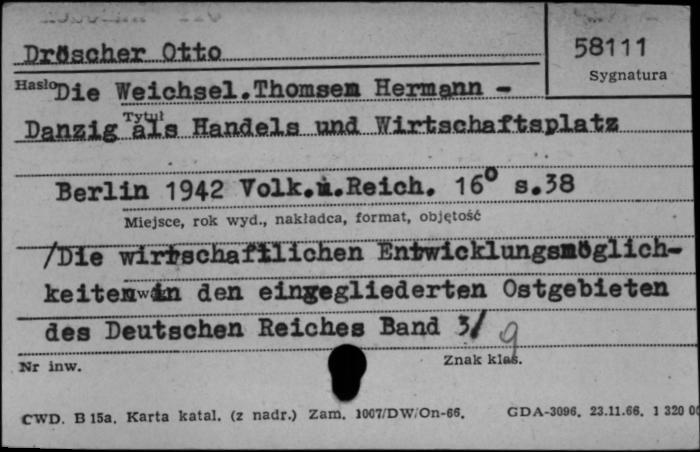 Dröscher Otto
58111
Sygnatura
Hasło Die Weichsel. Thomsen Hermann -
Tytuł
Danzig als Handels und Wirtschaftsplatz
Berlin 1942 Volk.u.Reich. 16° s.38
Miejsce, rok wyd., nakładca, format, objętość
/Die wirtschaftlichen Entwicklungsmöglich-
keiten in den eingegliederten Ostgebieten
des Deutschen Reiches Band 3/ g
Nr inw.
Znak klas.
CWD. B 15a. Karta katal. (z nadr.) Zam. 1007/DW/On-66. GDA-3096. 23.11.66. 1 320 00